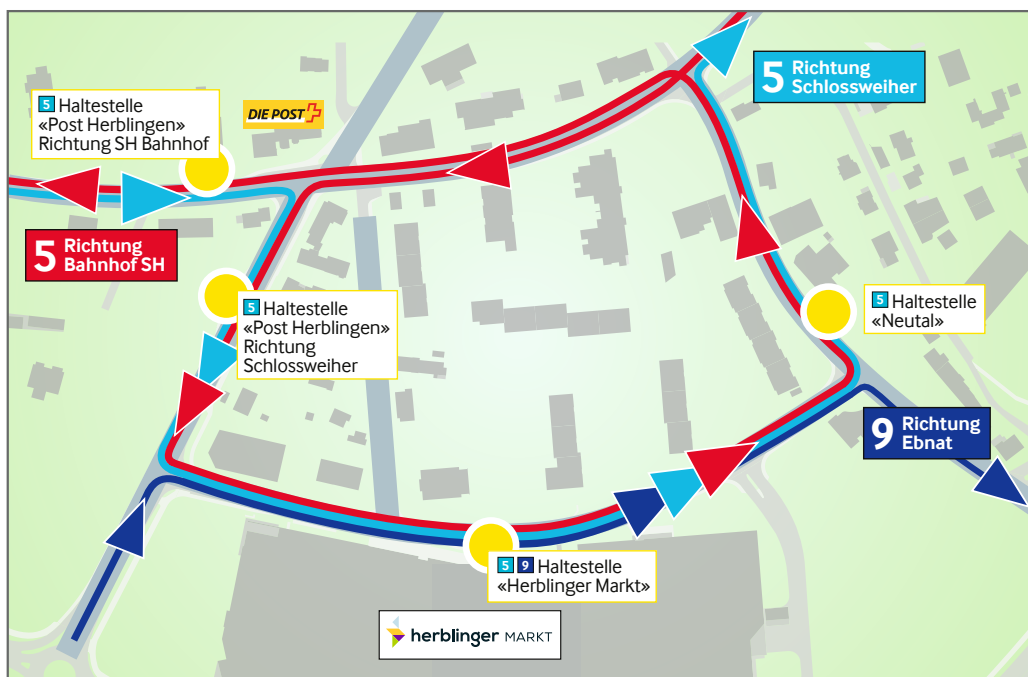 5 Haltestelle
«Post Herblingen»
Richtung SH Bahnhof
DIE POST
5 Richtung
Schlossweiher
5 Richtung
Bahnhof SH
5 Haltestelle
«Post Herblingen»
Richtung
Schlossweiher
5 Haltestelle
«Neutal»
9 Richtung
Ebnat
5 9 Haltestelle
«Herblinger Markt»
herblinger MARKT